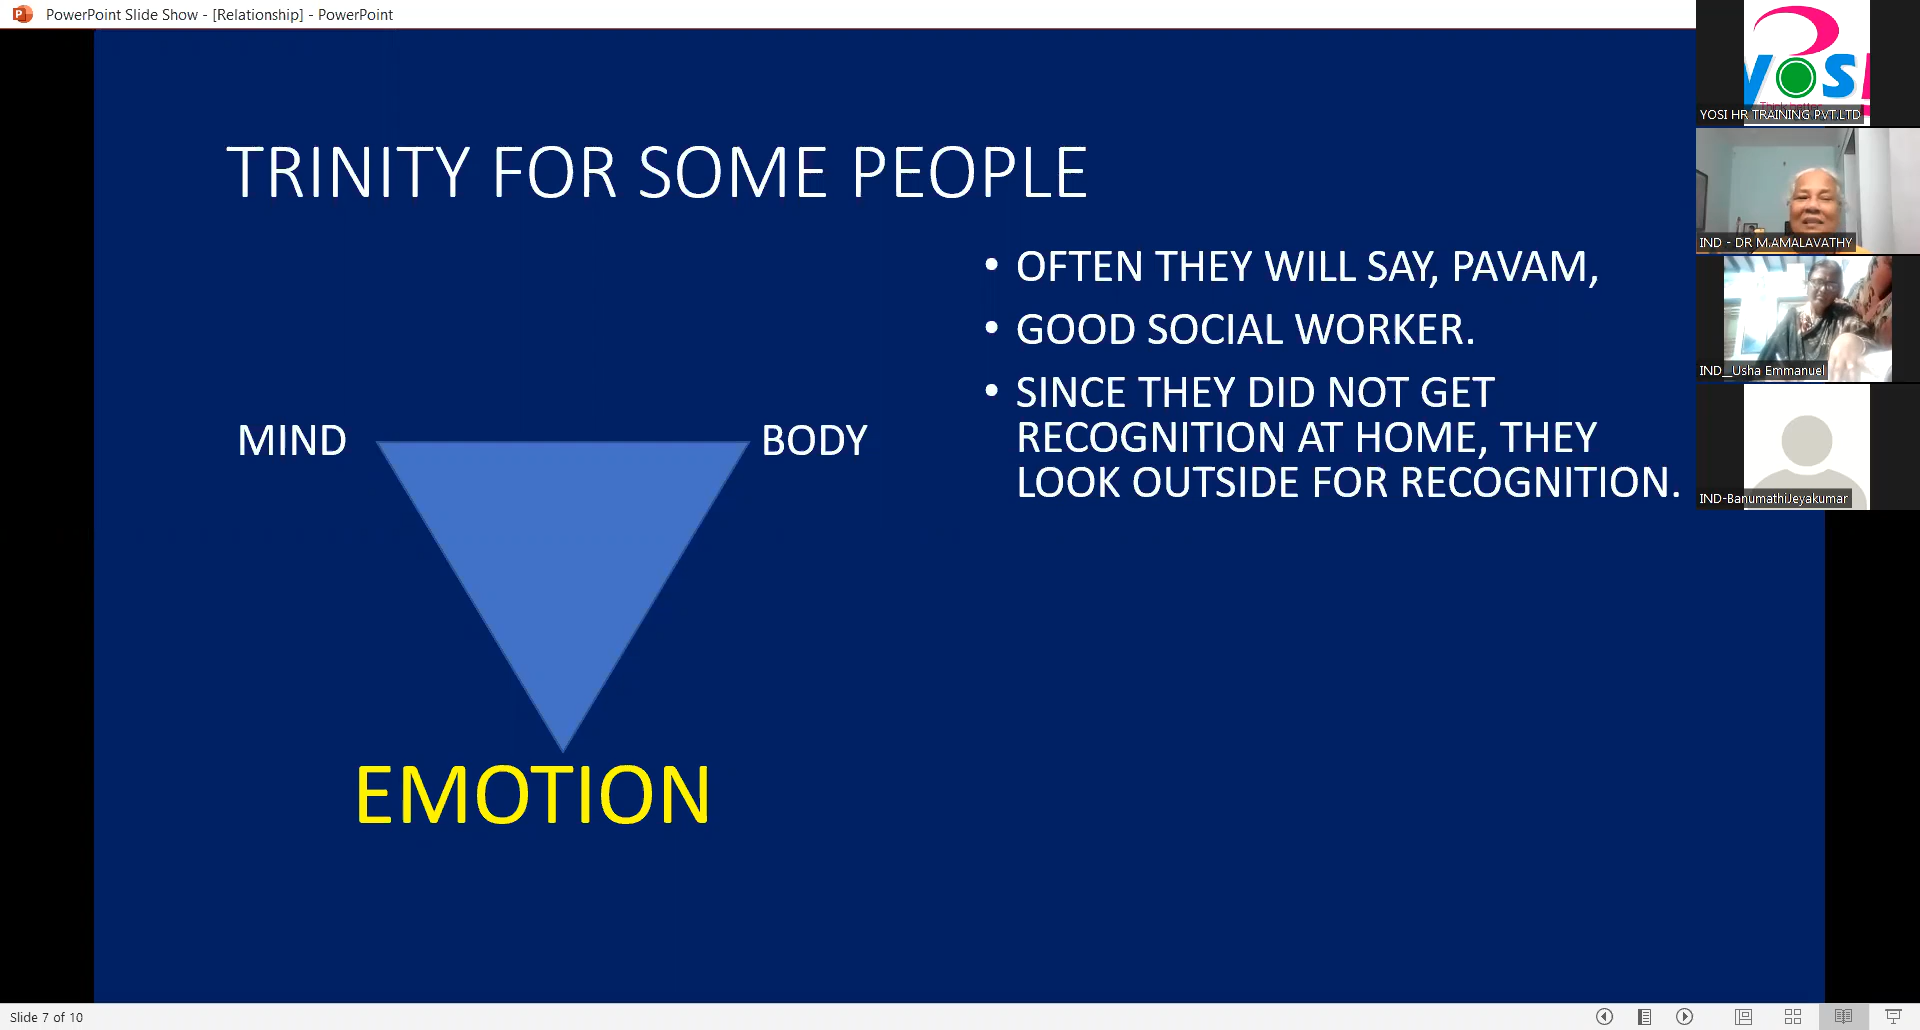 PowerPoint Slide Show - [Relationship] - PowerPoint
TRINITY FOR SOME PEOPLE
• OFTEN THEY WILL SAY, PAVAM,
• GOOD SOCIAL WORKER.
• SINCE THEY DID NOT GET
RECOGNITION AT HOME, THEY
LOOK OUTSIDE FOR RECOGNITION.
MIND
BODY
EMOTION
YOSI
YOSI HR TRAINING PVT.LTD
IND - DR M.AMALAVATHY
IND__Usha Emmanuel
IND-BanumathiJeyakumar
Slide 7 of 10